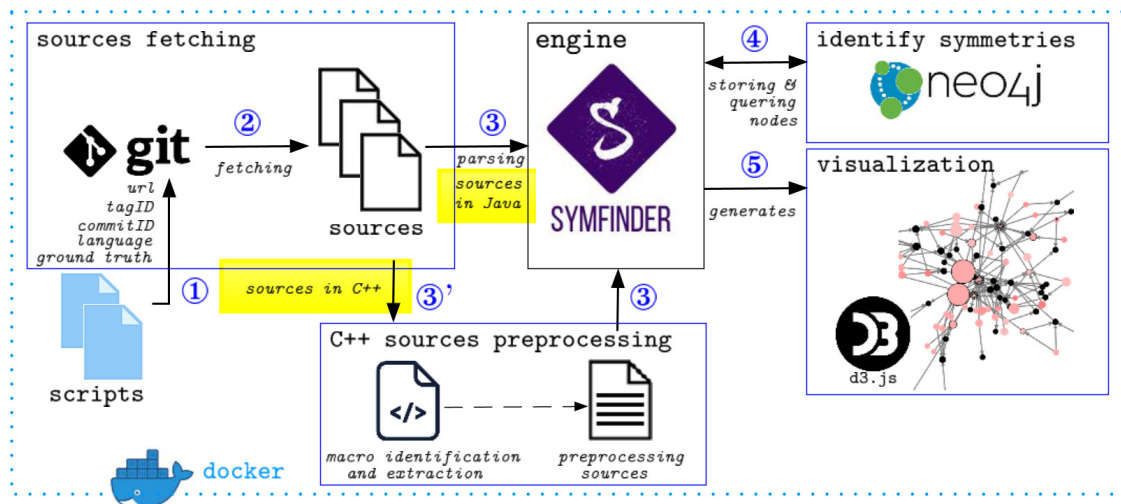 sources fetching
git
url
tagID
commitID
language
ground truth
①
scripts
②
fetching
sources
③
parsing
sources
in Java
sources in C++
③'
engine
SYMFINDER
③
C++ sources preprocessing
</>
macro identification
and extraction
preprocessing
sources
④
storing &
quering
nodes
identify symmetries
neo4j
⑤
generates
visualization
D3
d3.js
docker